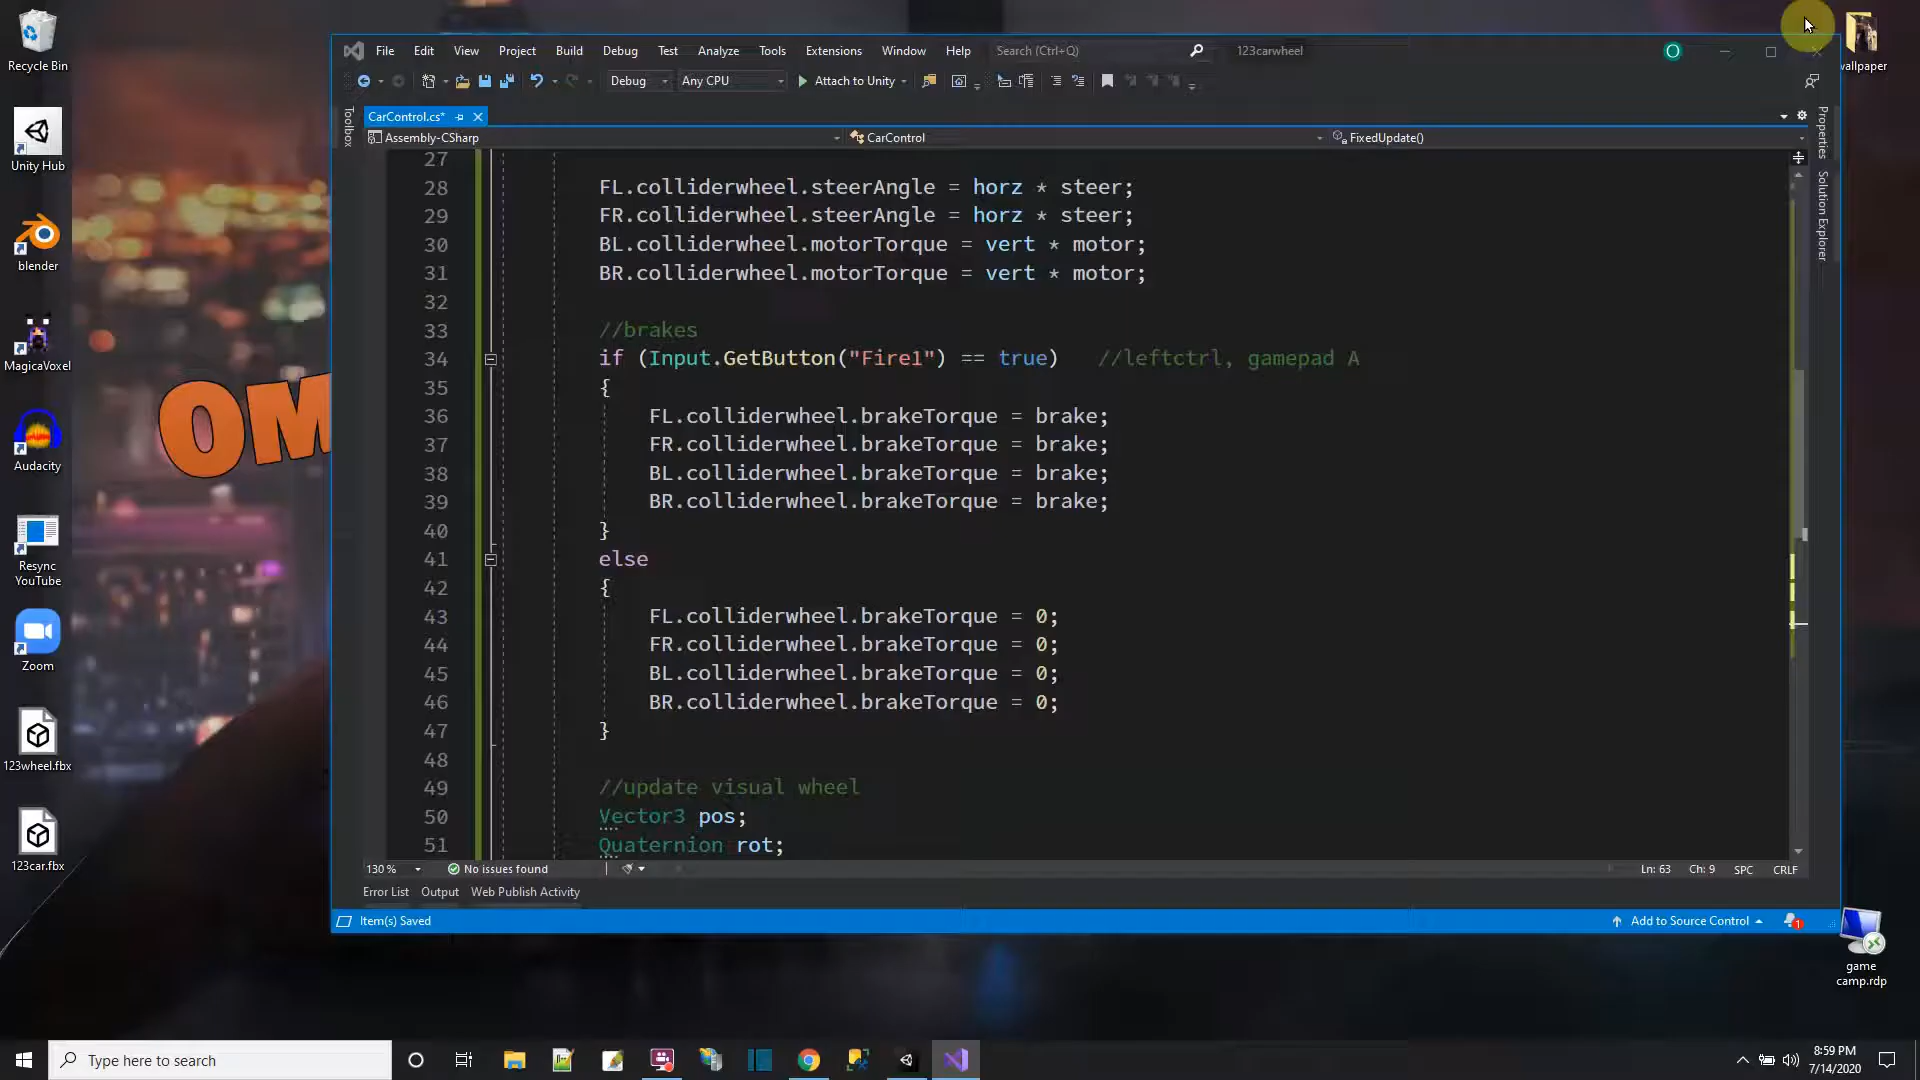 Recycle Bin
Unity Hub
blender
MagicaVoxel
Audacity
Resync
YouTube
Zoom
123wheel.fbx
123car.fbx
OM
wallpaper
game
camp.rdp
File Edit View Project Build Debug Test Analyze Tools Extensions Window Help Search (Ctrl+Q) 123carwheel O
Debug Any CPU Attach to Unity
Toolbox
CarControl.cs*
Assembly-CSharp CarControl FixedUpdate()
Properties
Solution Explorer
27
28 FL.colliderwheel.steerAngle = horz * steer;
29 FR.colliderwheel.steerAngle = horz * steer;
30 BL.colliderwheel.motorTorque = vert * motor;
31 BR.colliderwheel.motorTorque = vert * motor;
32
33 //brakes
34 if (Input.GetButton("Fire1") == true) //leftctrl, gamepad A
35 {
36 FL.colliderwheel.brakeTorque = brake;
37 FR.colliderwheel.brakeTorque = brake;
38 BL.colliderwheel.brakeTorque = brake;
39 BR.colliderwheel.brakeTorque = brake;
40 }
41 else
42 {
43 FL.colliderwheel.brakeTorque = 0;
44 FR.colliderwheel.brakeTorque = 0;
45 BL.colliderwheel.brakeTorque = 0;
46 BR.colliderwheel.brakeTorque = 0;
47 }
48
49 //update visual wheel
50 Vector3 pos;
51 Quaternion rot;
130 % No issues found Ln: 63 Ch: 9 SPC CRLF
Error List Output Web Publish Activity
Item(s) Saved Add to Source Control 1
Type here to search
8:59 PM
7/14/2020